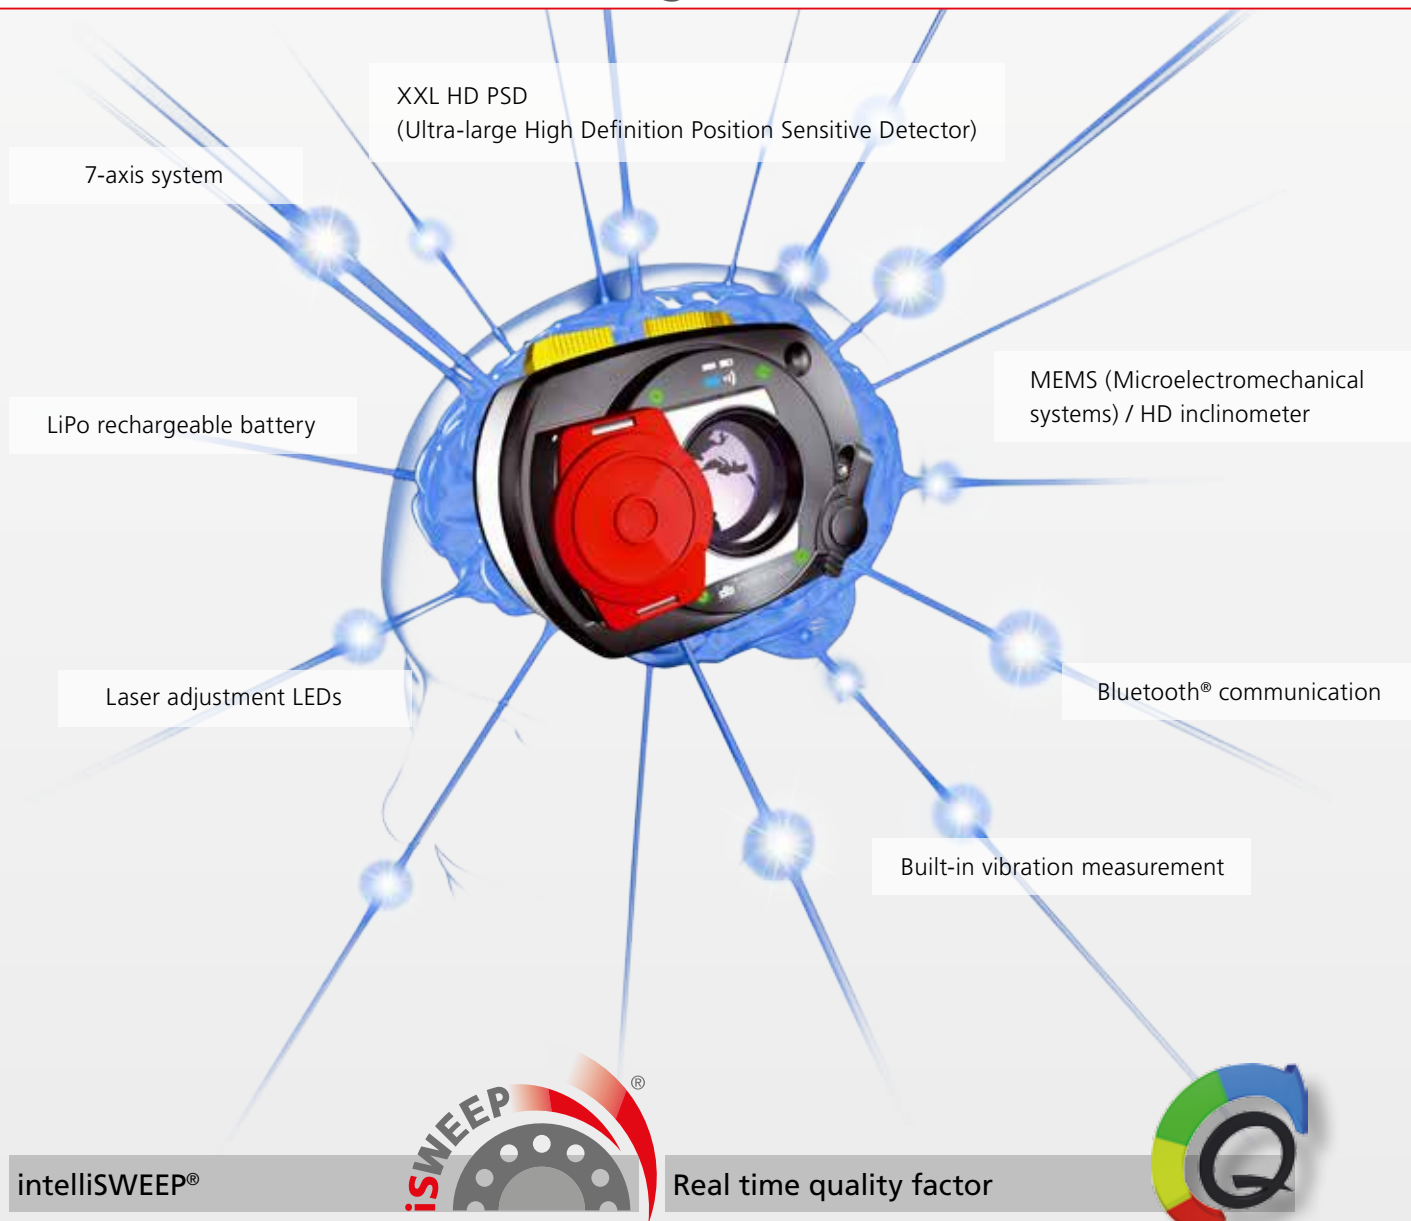 XXL HD PSD
(Ultra-large High Definition Position Sensitive Detector)
7-axis system
MEMS (Microelectromechanical
systems) / HD inclinometer
LiPo rechargeable battery
Laser adjustment LEDs
Bluetooth® communication
Built-in vibration measurement
iSWEEP®
intelliSWEEP®
Real time quality factor
Q